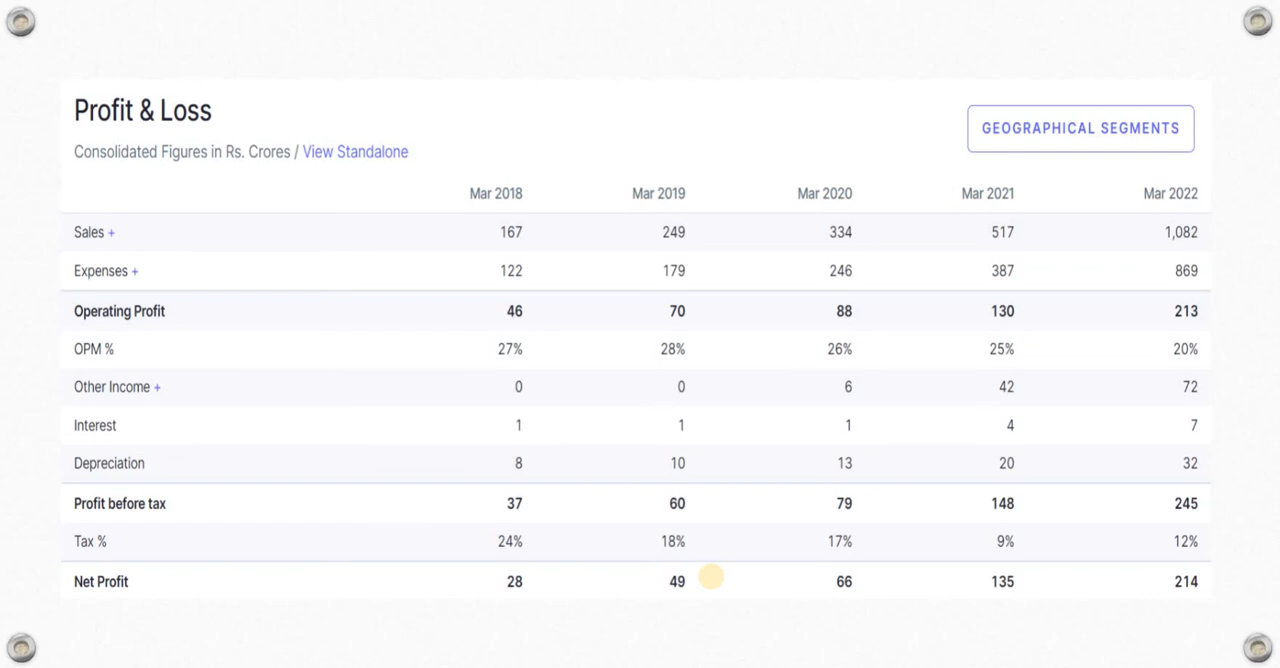 Profit & Loss
GEOGRAPHICAL SEGMENTS
Consolidated Figures in Rs. Crores / View Standalone
Mar 2018 Mar 2019 Mar 2020 Mar 2021 Mar 2022
Sales + 167 249 334 517 1,082
Expenses + 122 179 246 387 869
Operating Profit 46 70 88 130 213
OPM % 27% 28% 26% 25% 20%
Other Income + 0 0 6 42 72
Interest 1 1 1 4 7
Depreciation 8 10 13 20 32
Profit before tax 37 60 79 148 245
Tax % 24% 18% 17% 9% 12%
Net Profit 28 49 66 135 214